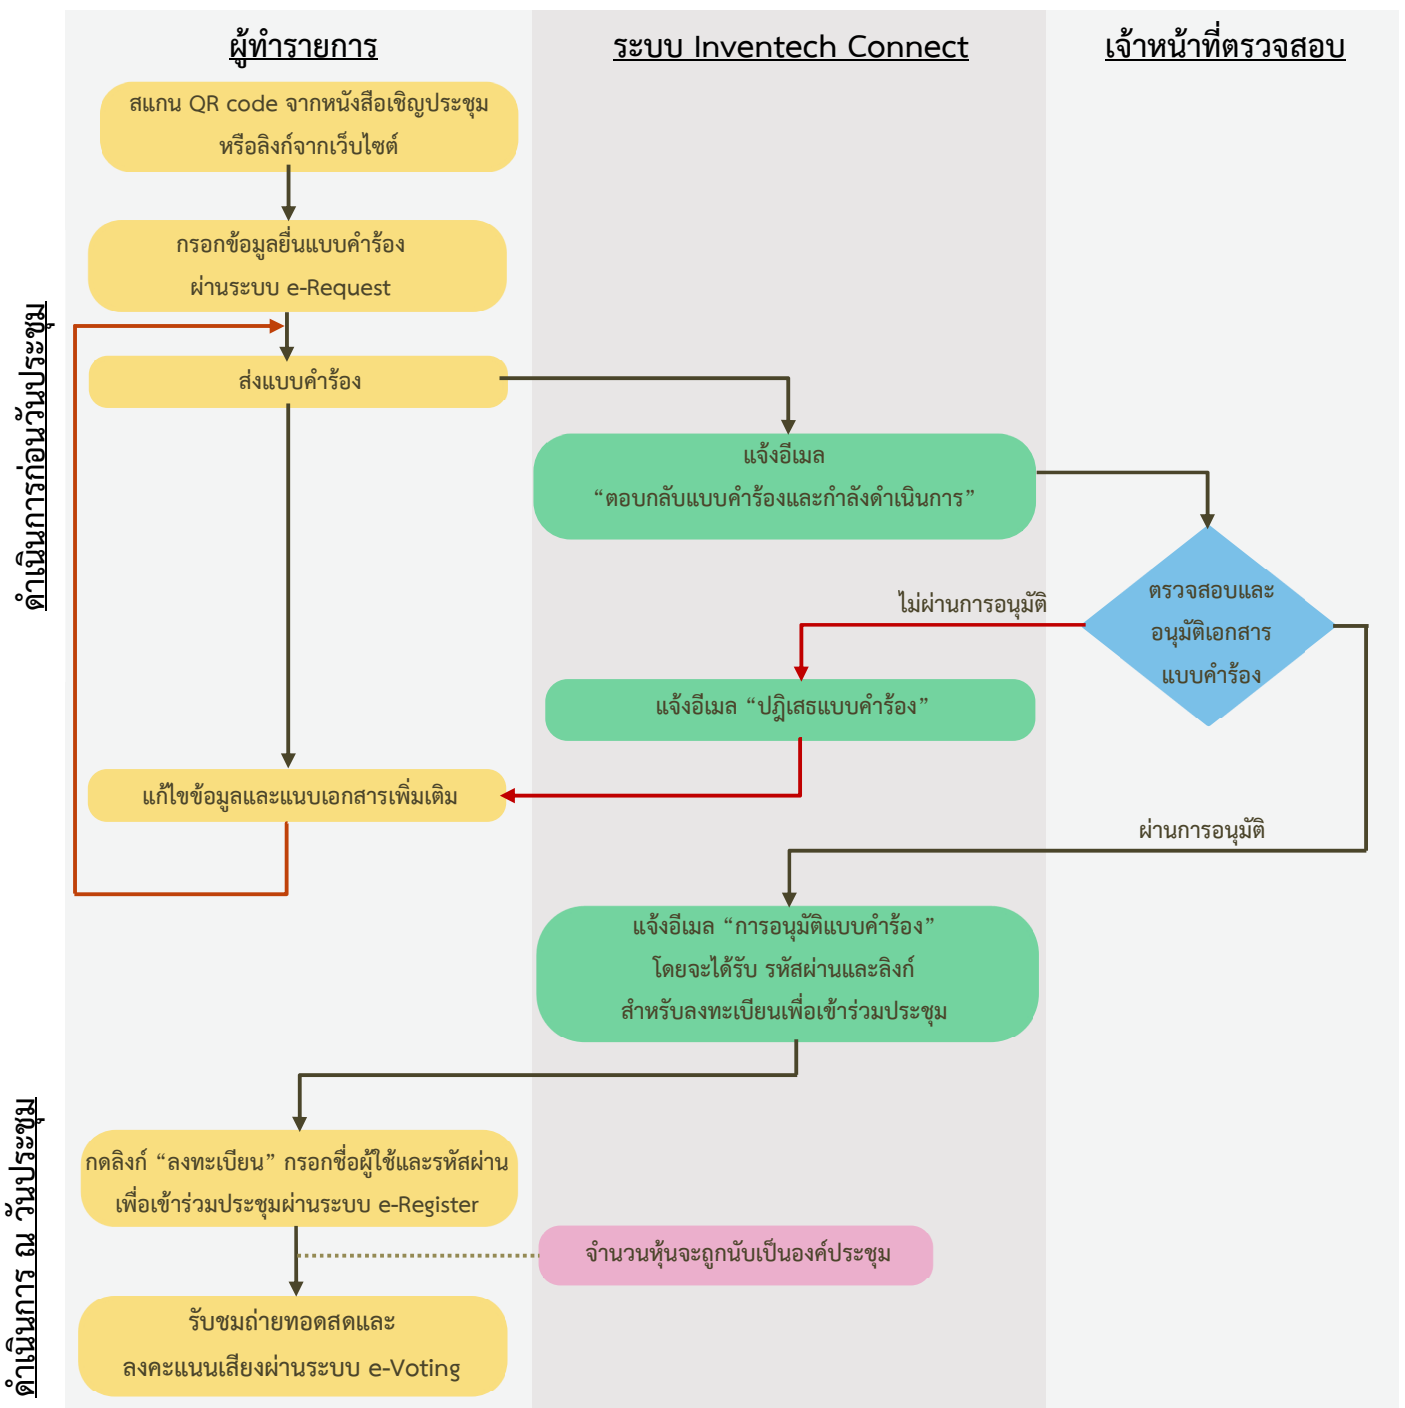 ผู้ทำรายการ
ระบบ Inventech Connect
เจ้าหน้าที่ตรวจสอบ
ดำเนินการก่อนวันประชุม
สแกน QR code จากหนังสือเชิญประชุม
หรือลิงก์จากเว็บไซต์
กรอกข้อมูลยื่นแบบคำร้อง
ผ่านระบบ e-Request
ส่งแบบคำร้อง
แจ้งอีเมล
“ตอบกลับแบบคำร้องและกำลังดำเนินการ”
ตรวจสอบและ
อนุมัติเอกสาร
แบบคำร้อง
ไม่ผ่านการอนุมัติ
แจ้งอีเมล “ปฎิเสธแบบคำร้อง”
แก้ไขข้อมูลและแนบเอกสารเพิ่มเติม
ผ่านการอนุมัติ
แจ้งอีเมล “การอนุมัติแบบคำร้อง”
โดยจะได้รับ รหัสผ่านและลิงก์
สำหรับลงทะเบียนเพื่อเข้าร่วมประชุม
ดำเนินการ ณ วันประชุม
กดลิงก์ “ลงทะเบียน” กรอกชื่อผู้ใช้และรหัสผ่าน
เพื่อเข้าร่วมประชุมผ่านระบบ e-Register
จำนวนหุ้นจะถูกนับเป็นองค์ประชุม
รับชมถ่ายทอดสดและ
ลงคะแนนเสียงผ่านระบบ e-Voting